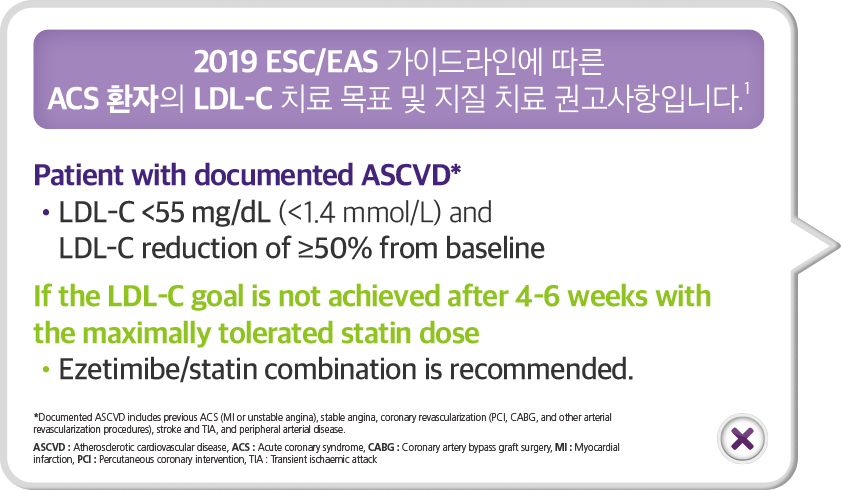 2019 ESC/EAS 가이드라인에 따른
ACS 환자의 LDL-C 치료 목표 및 지질 치료 권고사항입니다.1
Patient with documented ASCVD*
• LDL-C <55 mg/dL (<1.4 mmol/L) and
LDL-C reduction of ≥50% from baseline
If the LDL-C goal is not achieved after 4-6 weeks with
the maximally tolerated statin dose
• Ezetimibe/statin combination is recommended.
*Documented ASCVD includes previous ACS (MI or unstable angina), stable angina, coronary revascularization (PCI, CABG, and other arterial
revascularization procedures), stroke and TIA, and peripheral arterial disease.
ASCVD : Atherosclerotic cardiovascular disease, ACS : Acute coronary syndrome, CABG : Coronary artery bypass graft surgery, MI : Myocardial
infarction, PCI : Percutaneous coronary intervention, TIA : Transient ischaemic attack